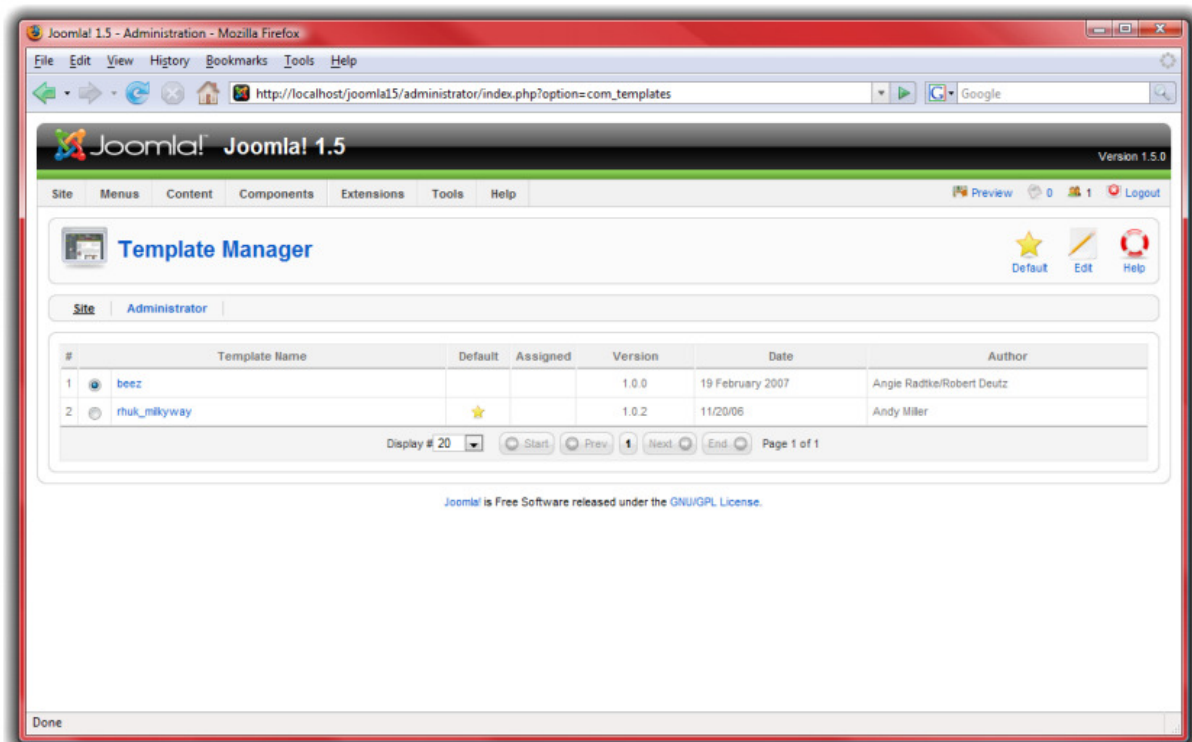 Joomla! 1.5 - Administration - Mozilla Firefox
File Edit View History Bookmarks Tools Help
http://localhost/joomla15/administrator/index.php?option=com_templates Google
Joomla! Joomla! 1.5
Version 1.5.0
Site Menus Content Components Extensions Tools Help Preview 0 1 Logout
Template Manager
Default Edit Help
Site Administrator
# Template Name Default Assigned Version Date Author
1 beez 1.0.0 19 February 2007 Angie Radtke/Robert Deutz
2 rhuk_milkyway 1.0.2 11/20/06 Andy Miller
Display # 20 Start Prev 1 Next End Page 1 of 1
Joomla! is Free Software released under the GNU/GPL License.
Done